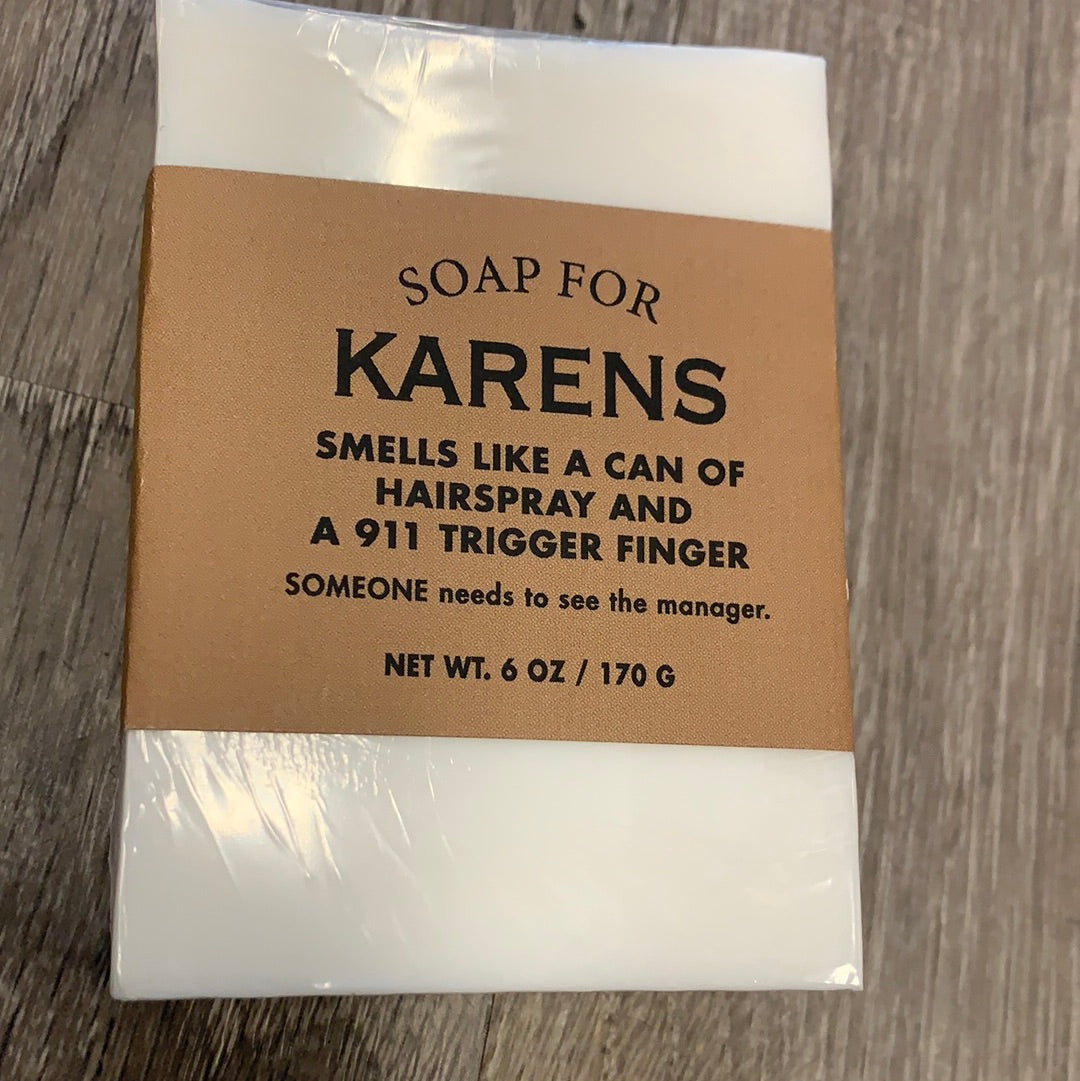 SOAP FOR
KARENS
SMELLS LIKE A CAN OF
HAIRSPRAY AND
A 911 TRIGGER FINGER
SOMEONE needs to see the manager.
NET WT. 6 OZ / 170 G